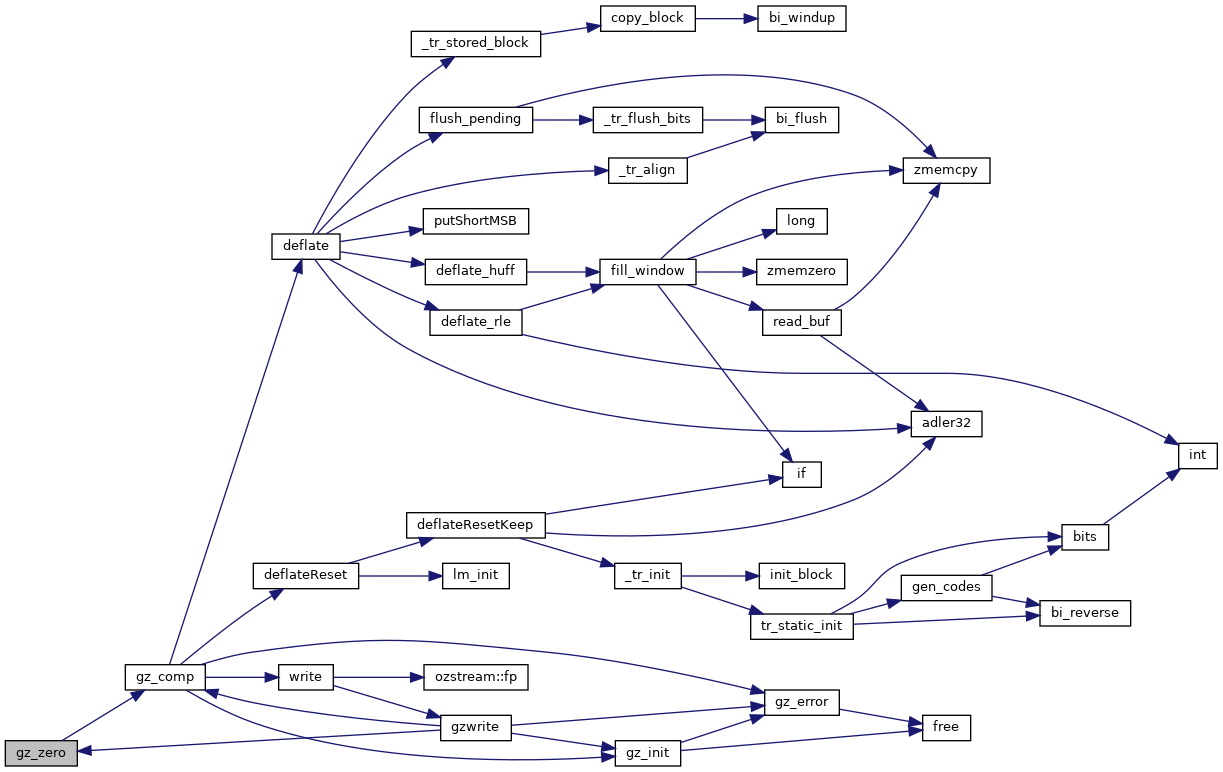 copy_block
bi_windup
_tr_stored_block
flush_pending
_tr_flush_bits
bi_flush
_tr_align
zmemcpy
putShortMSB
long
deflate
deflate_huff
fill_window
zmemzero
deflate_rle
read_buf
adler32
int
if
deflateResetKeep
bits
deflateReset
lm_init
_tr_init
init_block
gen_codes
tr_static_init
bi_reverse
gz_comp
write
ozstream::fp
gz_error
gzwrite
free
gz_zero
gz_init